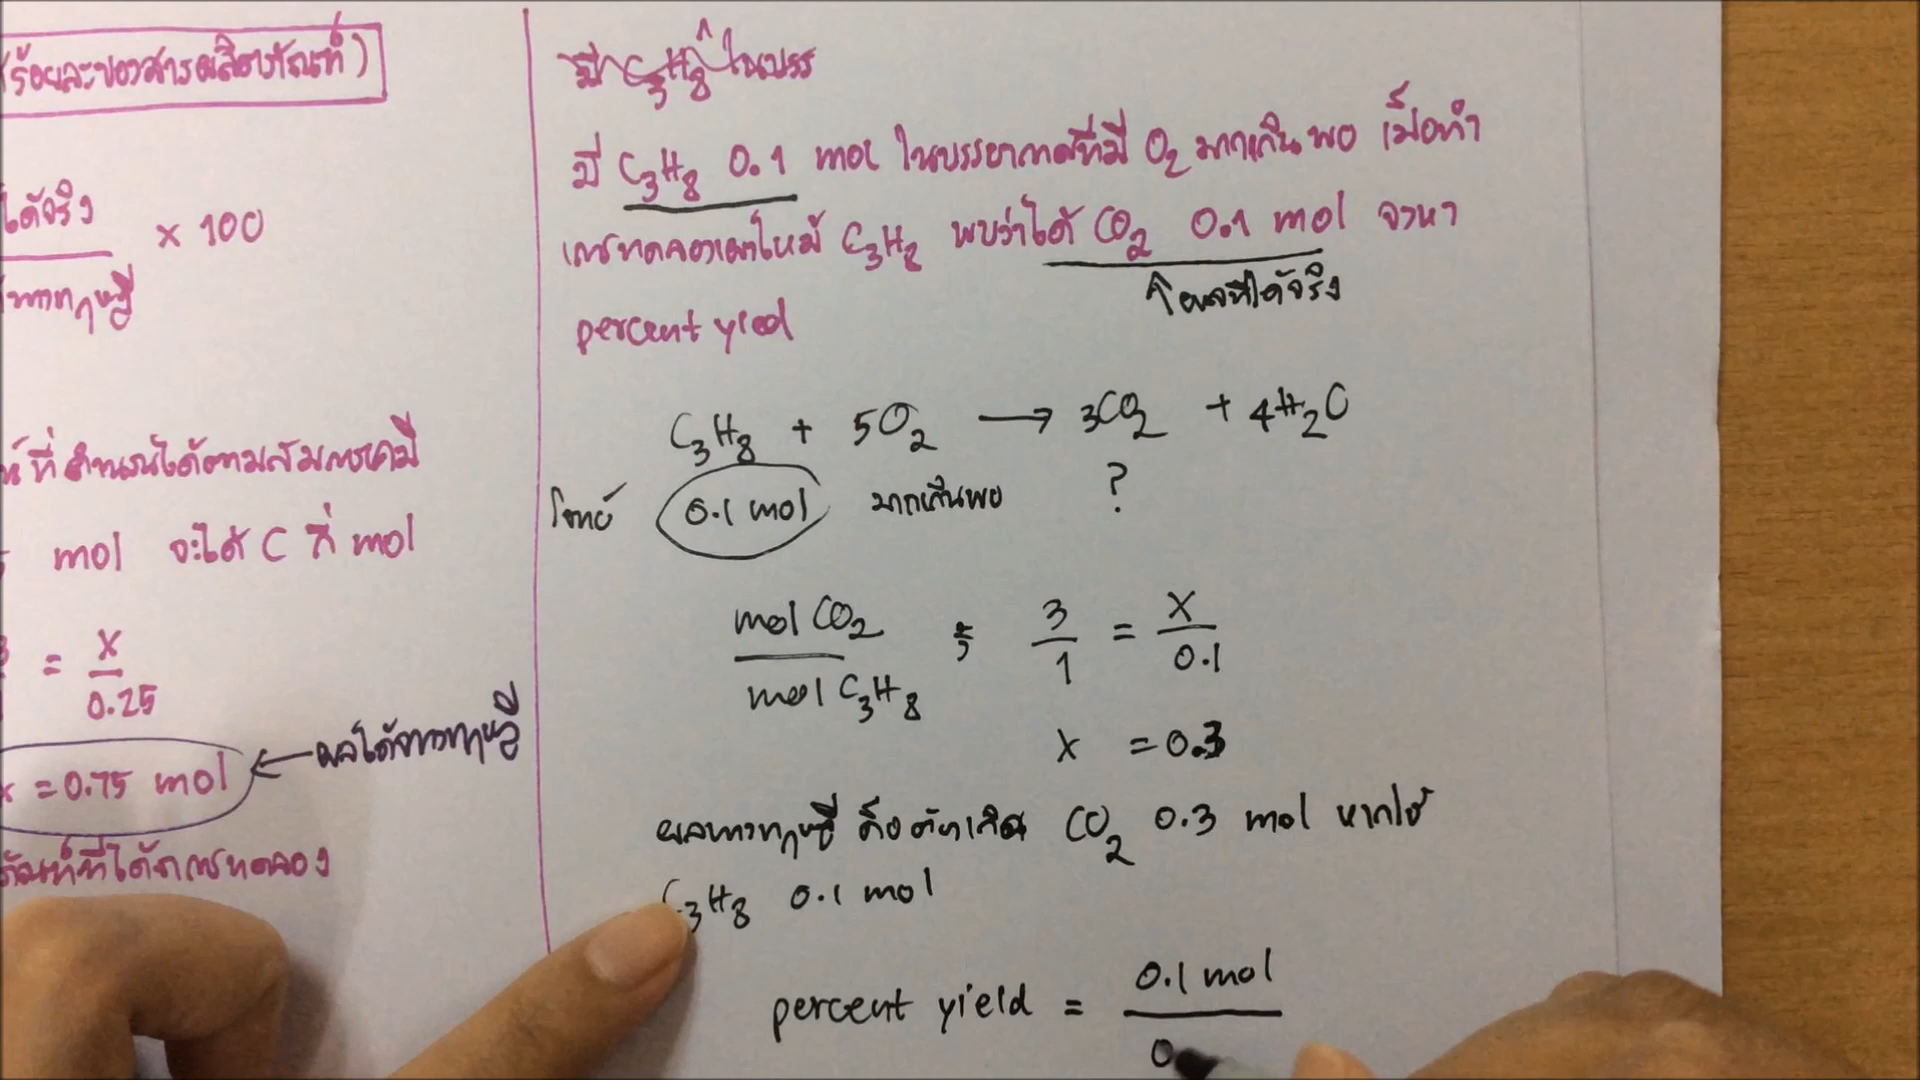 (ร้อยละของสารผลิตภัณฑ์)
ได้จริง
x 100
ทางทฤษฎี
ที่คำนวนได้ตามสมการเคมี
mol จะได้ C กี่ mol
= x
0.25
x = 0.75 mol ← ผลได้ทางทฤษฎี
ภัณฑ์ที่ได้จากการทดลอง
มี C3H8 ในบรร
มี C3H8 0.1 mol ในบรรยากาศที่มี O2 มากเกินพอ เมื่อทำ
การทดลองเผาไหม้ C3H8 พบว่าได้ CO2 0.1 mol จงหา
ผลที่ได้จริง
percent yied
C3H8 + 5O2 → 3CO2 + 4H2O
โจทย์ 0.1 mol มากเกินพอ ?
mol CO2 ; 3 = x
mol C3H8 1 0.1
x = 0.3
ผลทางทฤษฎี คือต้องเกิด CO2 0.3 mol หากใช้
C3H8 0.1 mol
percent yield = 0.1 mol
0